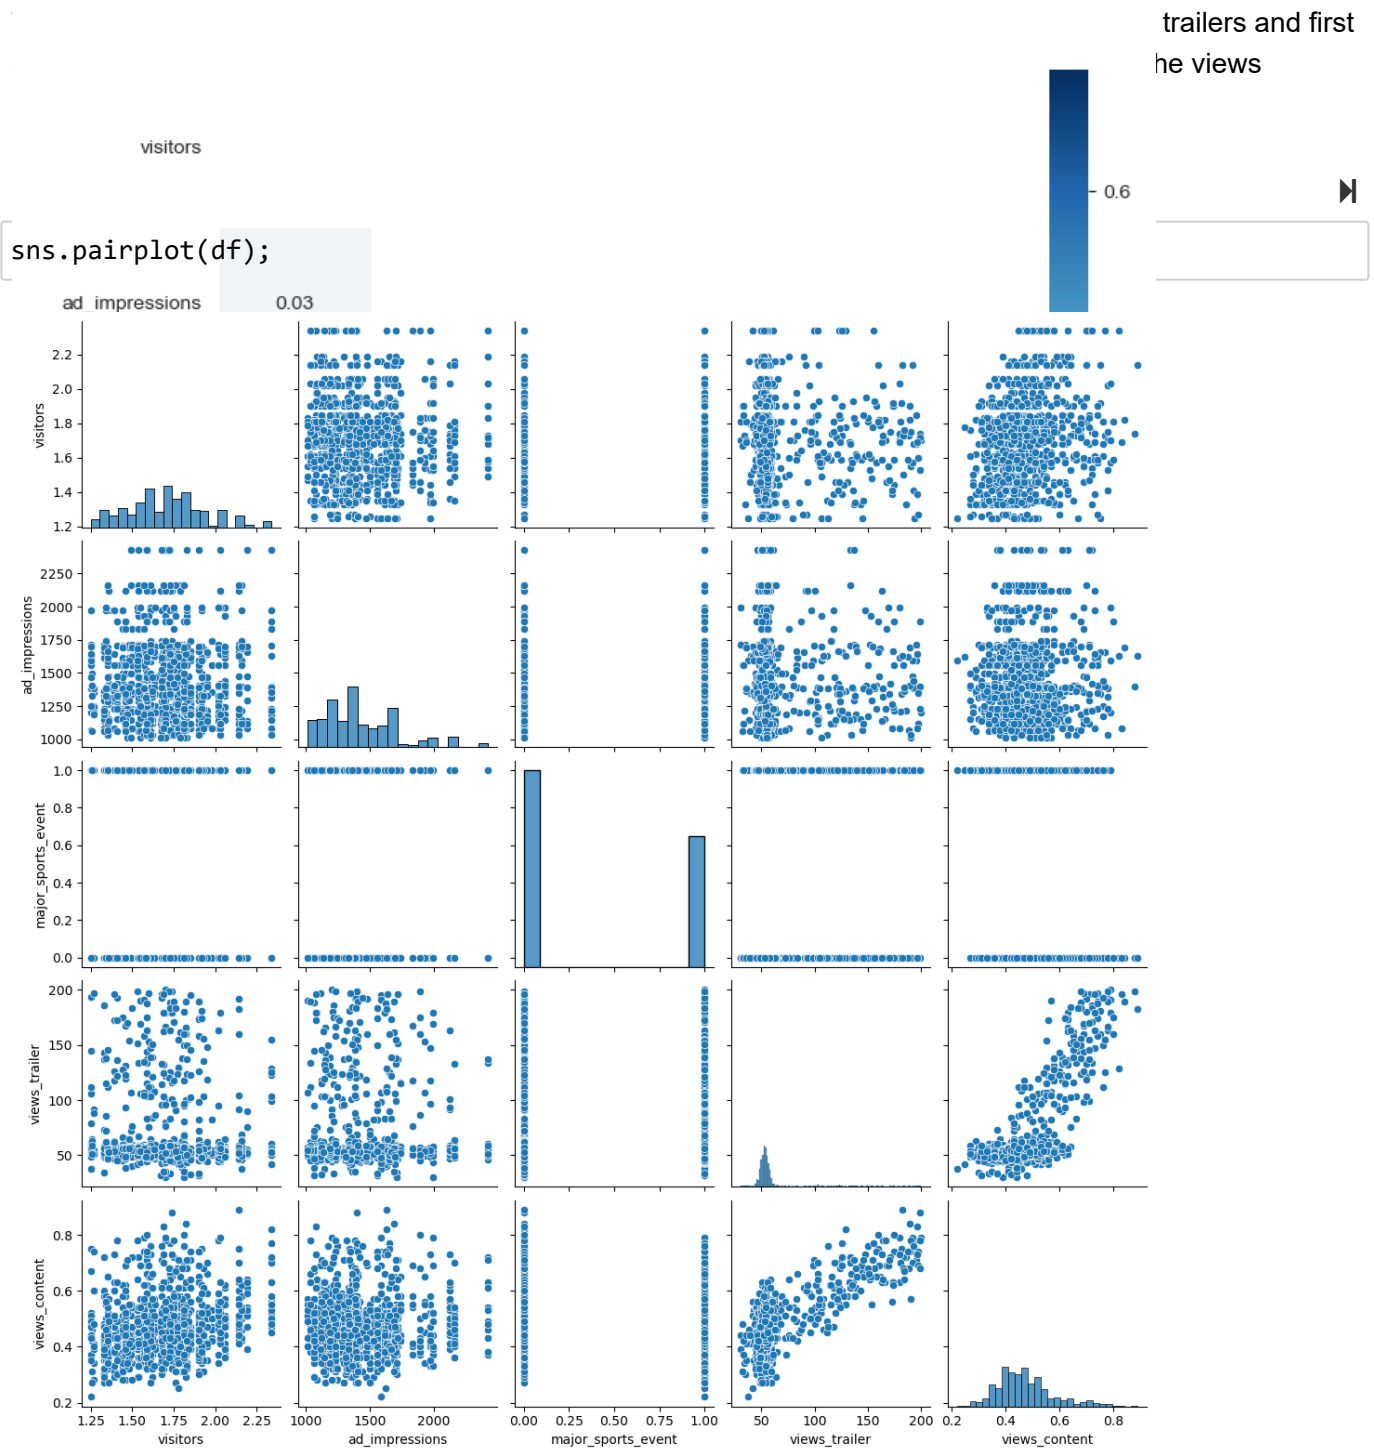 trailers and first
he views
visitors
0.6
sns.pairplot(df);
ad_impressions 0.03
2.2
2.0
1.8
1.6
1.4
1.2
visitors
2250
2000
1750
1500
1250
1000
ad_impressions
1.0
0.8
0.6
0.4
0.2
0.0
major_sports_event
200
150
100
50
views_trailer
0.8
0.6
0.4
0.2
views_content
1.25 1.50 1.75 2.00 2.25 1000 1500 2000 0.00 0.25 0.50 0.75 1.00 50 100 150 200 0.2 0.4 0.6 0.8
visitors ad_impressions major_sports_event views_trailer views_content